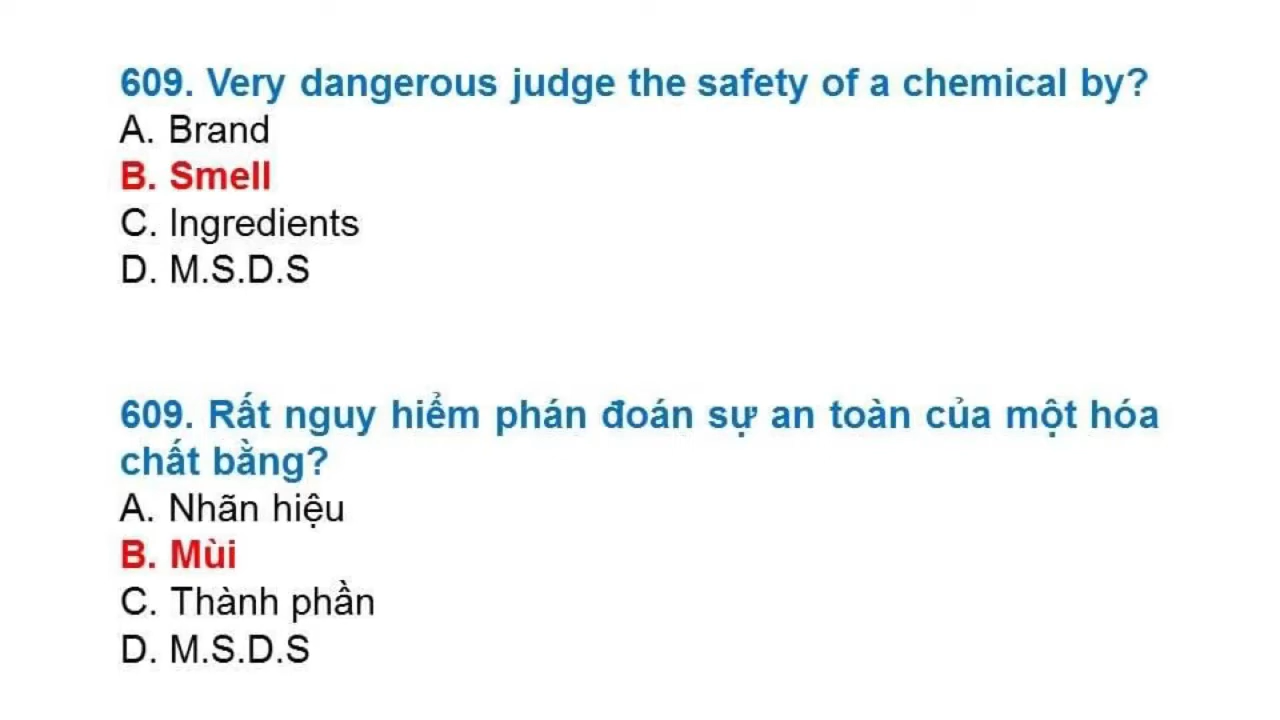 609. Very dangerous judge the safety of a chemical by?
A. Brand
B. Smell
C. Ingredients
D. M.S.D.S
609. Rất nguy hiểm phán đoán sự an toàn của một hóa
chất bằng?
A. Nhãn hiệu
B. Mùi
C. Thành phần
D. M.S.D.S